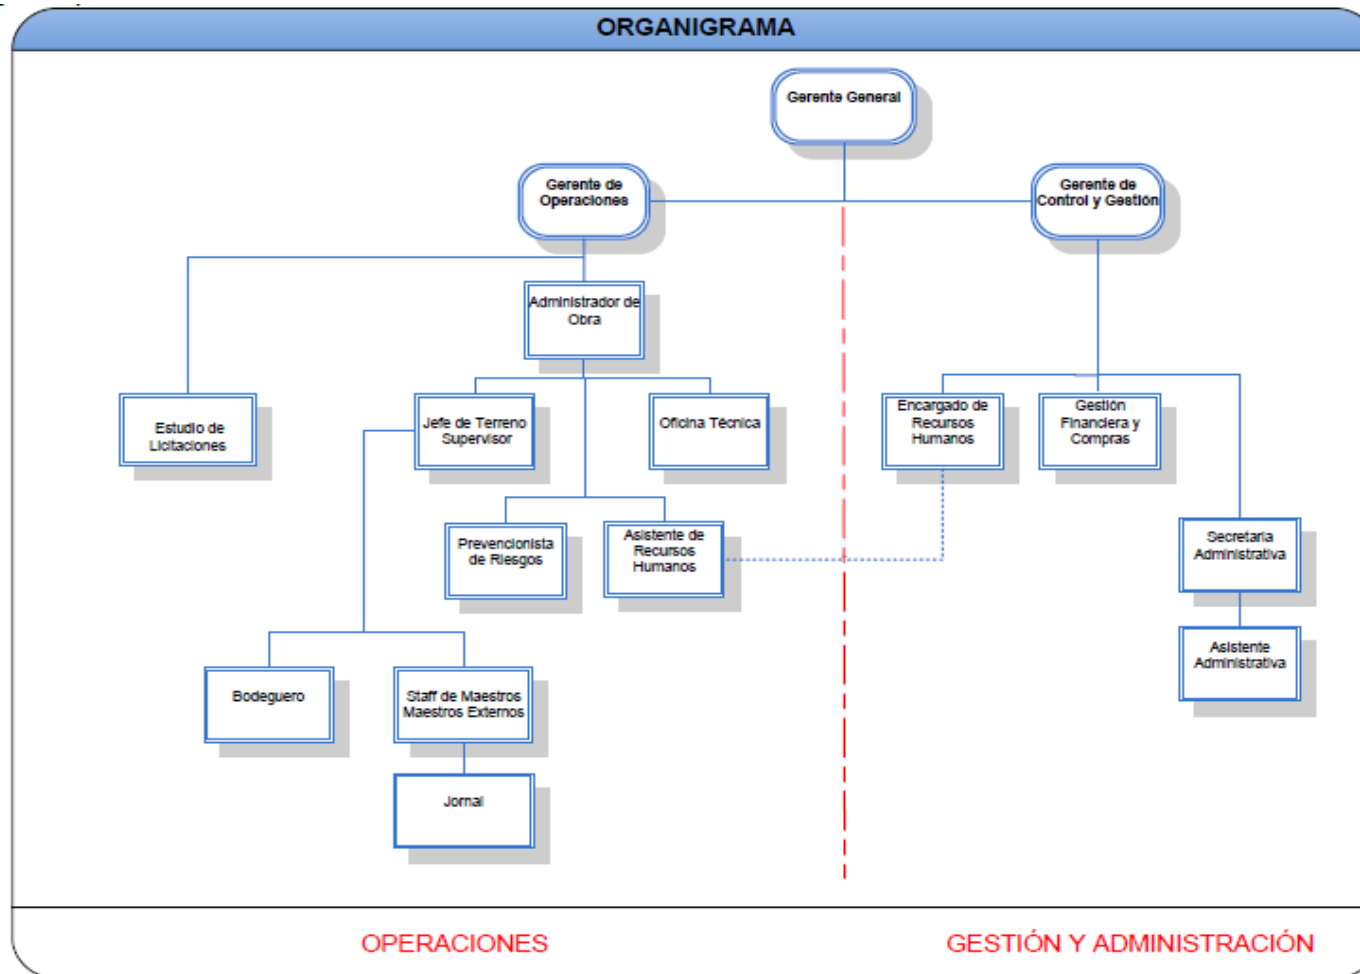 ORGANIGRAMA
Gerente General
Gerente de
Operaciones
Gerente de
Control y Gestión
Administrador de
Obra
Estudio de
Licitaciones
Jefe de Terreno
Supervisor
Oficina Técnica
Encargado de
Recursos
Humanos
Gestión
Financiera y
Compras
Prevencionista
de Riesgos
Asistente de
Recursos
Humanos
Secretaria
Administrativa
Asistente
Administrativa
Bodeguero
Staff de Maestros
Maestros Externos
Jornal
OPERACIONES
GESTIÓN Y ADMINISTRACIÓN